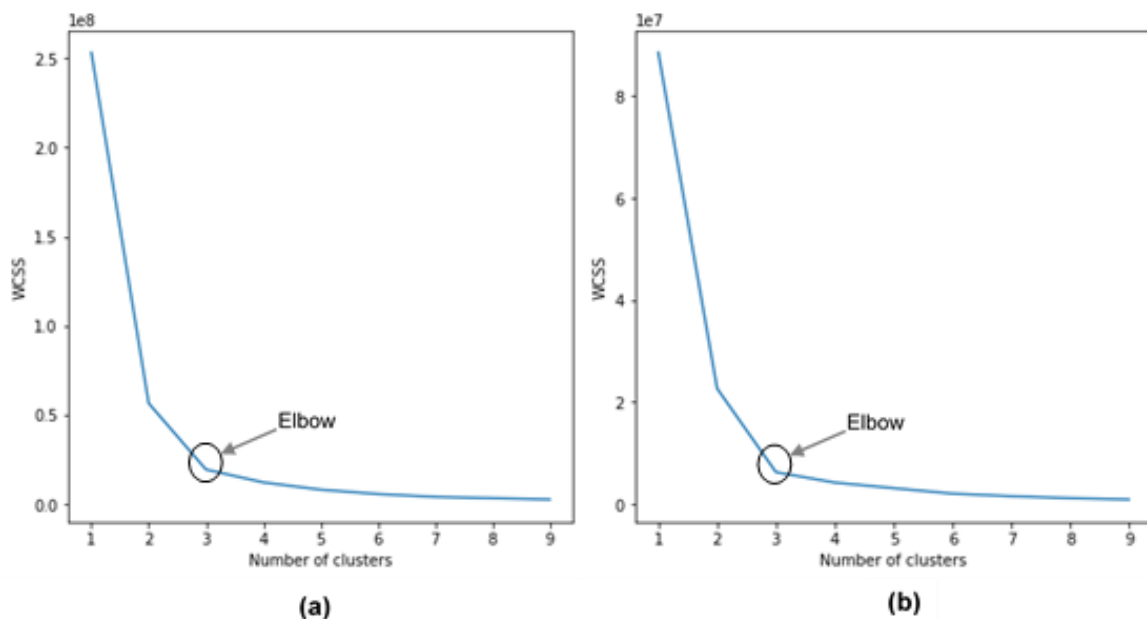 1e8
2.5
2.0
1.5
1.0
0.5
0.0
WCSS
Elbow
1 2 3 4 5 6 7 8 9
Number of clusters
(a)
1e7
8
6
4
2
0
WCSS
Elbow
1 2 3 4 5 6 7 8 9
Number of clusters
(b)